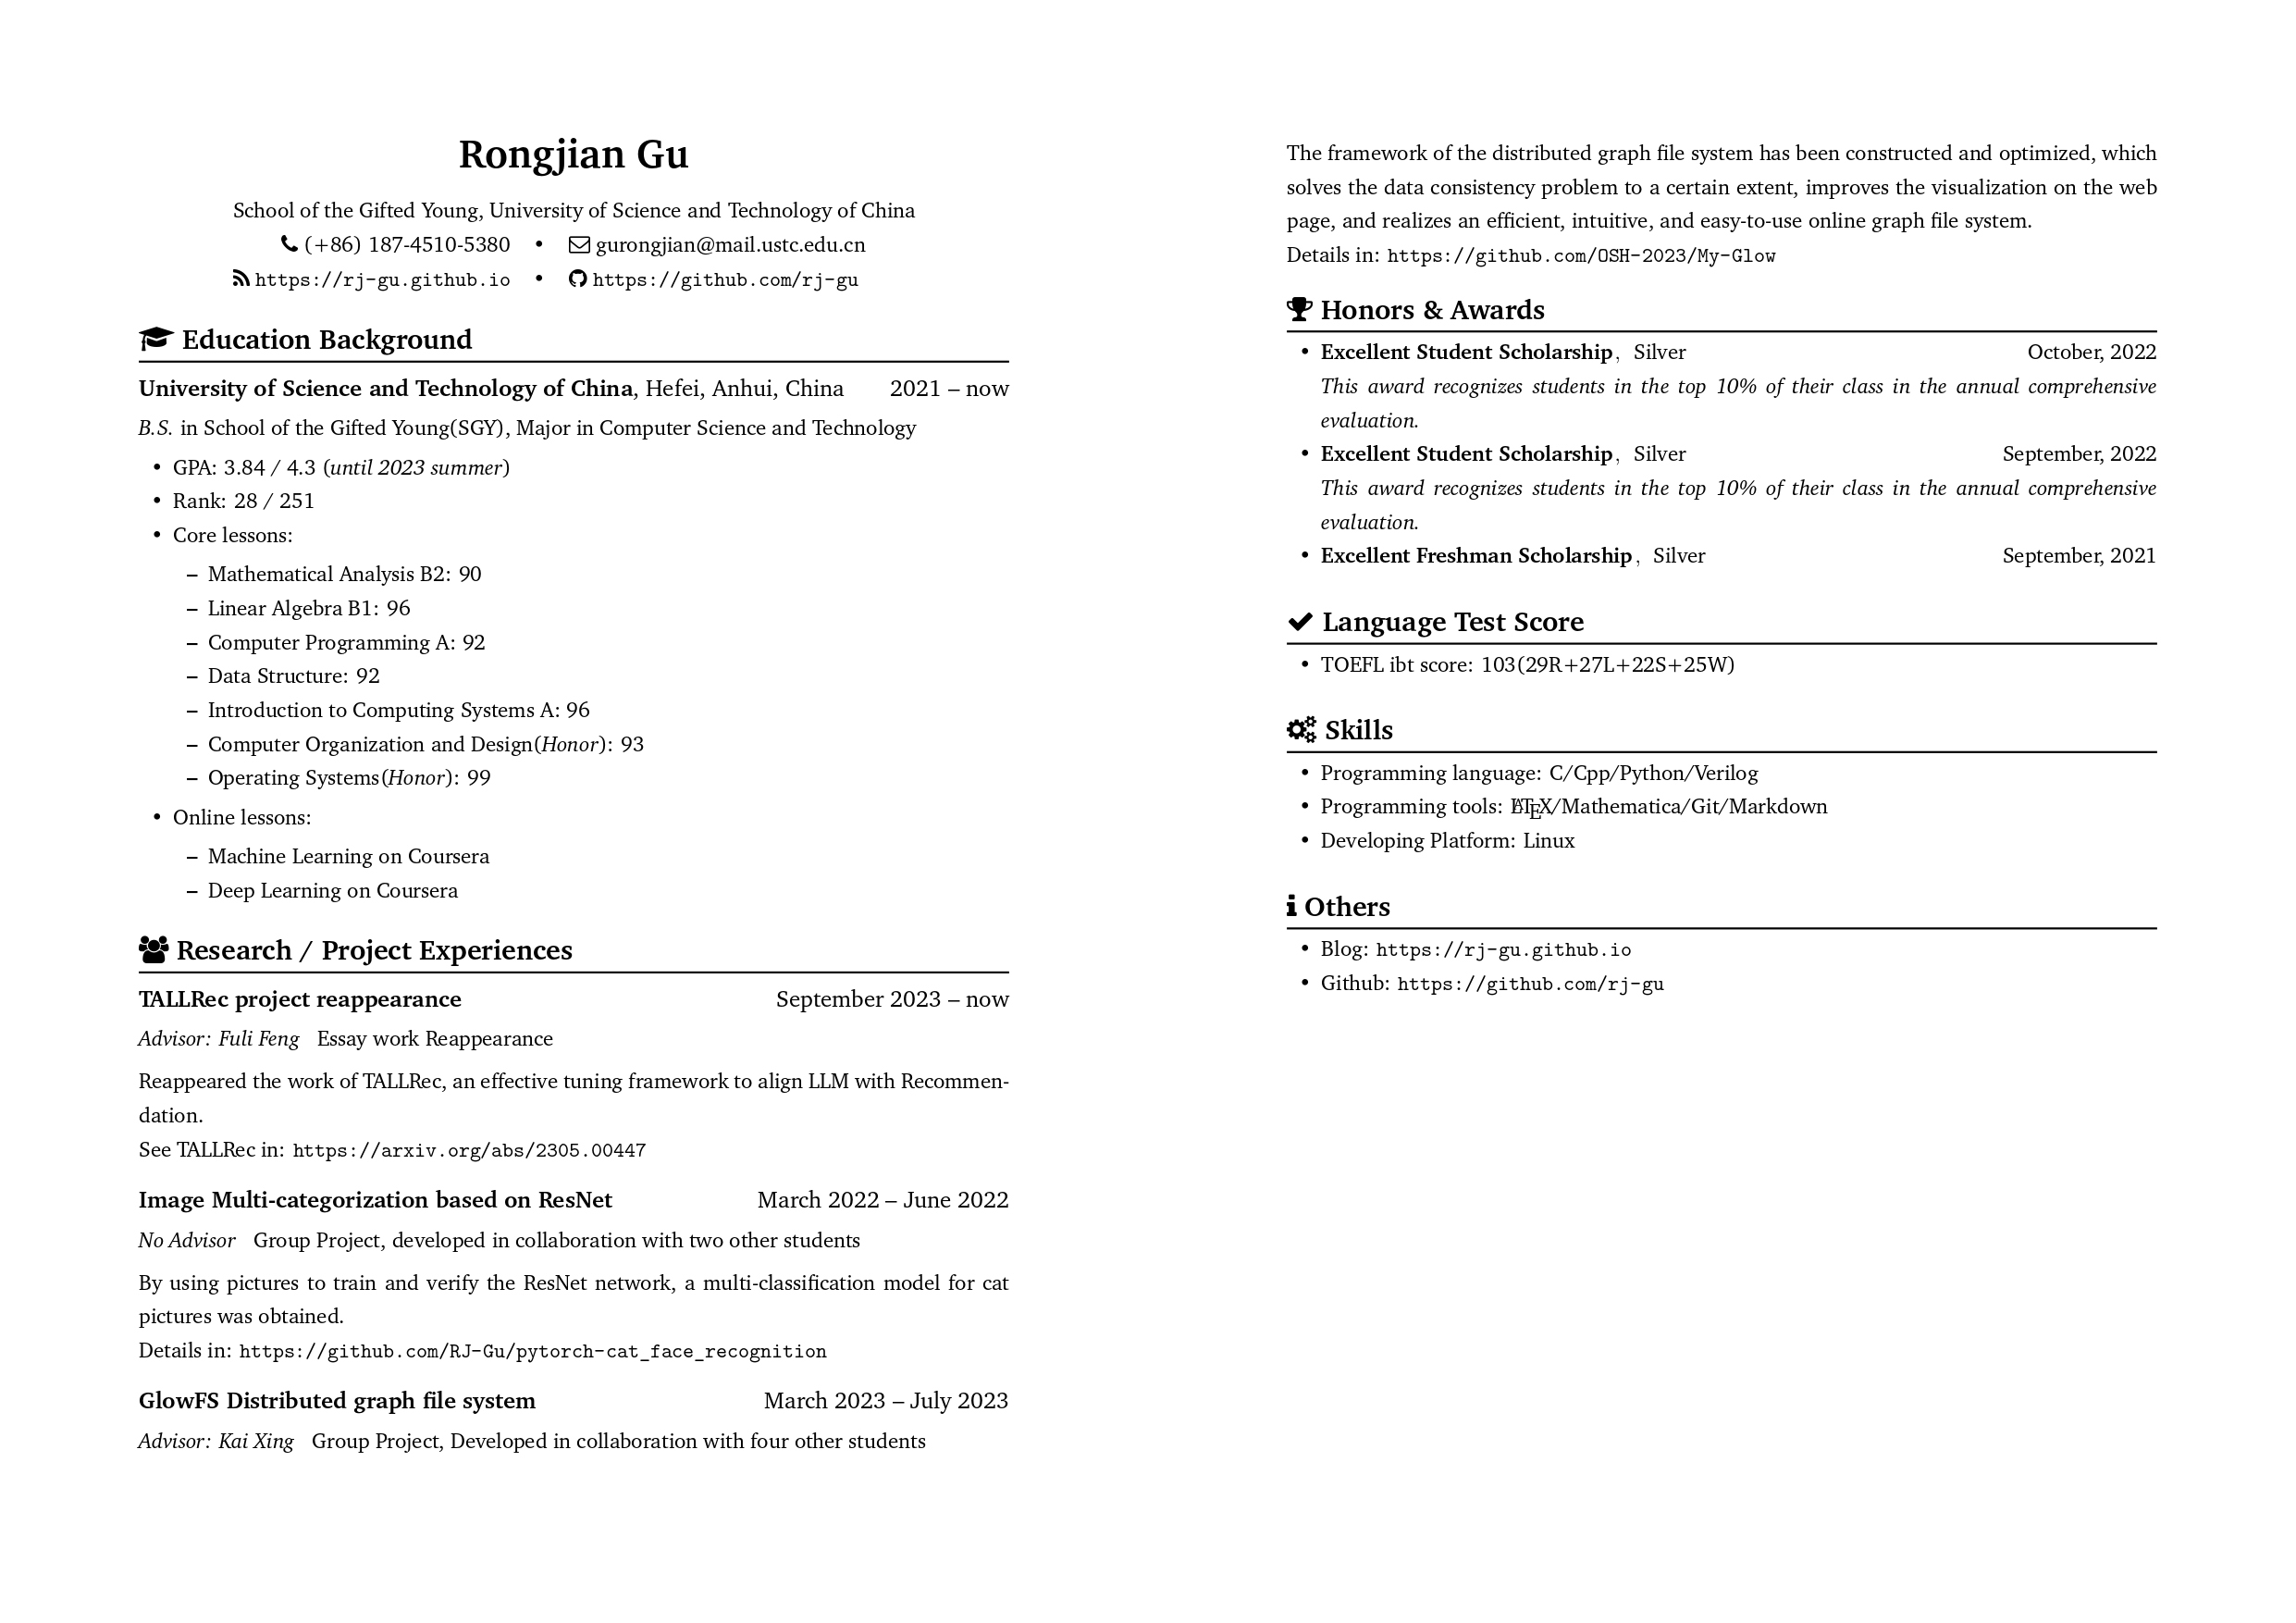 Rongjian Gu
School of the Gifted Young, University of Science and Technology of China
(+86) 187-4510-5380 • gurongjian@mail.ustc.edu.cn
https://rj-gu.github.io • https://github.com/rj-gu
Education Background
University of Science and Technology of China, Hefei, Anhui, China 2021 – now
B.S. in School of the Gifted Young(SGY), Major in Computer Science and Technology
• GPA: 3.84 / 4.3 (until 2023 summer)
• Rank: 28 / 251
• Core lessons:
– Mathematical Analysis B2: 90
– Linear Algebra B1: 96
– Computer Programming A: 92
– Data Structure: 92
– Introduction to Computing Systems A: 96
– Computer Organization and Design(Honor): 93
– Operating Systems(Honor): 99
• Online lessons:
– Machine Learning on Coursera
– Deep Learning on Coursera
Research / Project Experiences
TALLRec project reappearance September 2023 – now
Advisor: Fuli Feng Essay work Reappearance
Reappeared the work of TALLRec, an effective tuning framework to align LLM with Recommen-
dation.
See TALLRec in: https://arxiv.org/abs/2305.00447
Image Multi-categorization based on ResNet March 2022 – June 2022
No Advisor Group Project, developed in collaboration with two other students
By using pictures to train and verify the ResNet network, a multi-classification model for cat
pictures was obtained.
Details in: https://github.com/RJ-Gu/pytorch-cat_face_recognition
GlowFS Distributed graph file system March 2023 – July 2023
Advisor: Kai Xing Group Project, Developed in collaboration with four other students
The framework of the distributed graph file system has been constructed and optimized, which
solves the data consistency problem to a certain extent, improves the visualization on the web
page, and realizes an efficient, intuitive, and easy-to-use online graph file system.
Details in: https://github.com/OSH-2023/My-Glow
Honors & Awards
• Excellent Student Scholarship, Silver October, 2022
This award recognizes students in the top 10% of their class in the annual comprehensive
evaluation.
• Excellent Student Scholarship, Silver September, 2022
This award recognizes students in the top 10% of their class in the annual comprehensive
evaluation.
• Excellent Freshman Scholarship, Silver September, 2021
Language Test Score
• TOEFL ibt score: 103(29R+27L+22S+25W)
Skills
• Programming language: C/Cpp/Python/Verilog
• Programming tools: LATEX/Mathematica/Git/Markdown
• Developing Platform: Linux
Others
• Blog: https://rj-gu.github.io
• Github: https://github.com/rj-gu